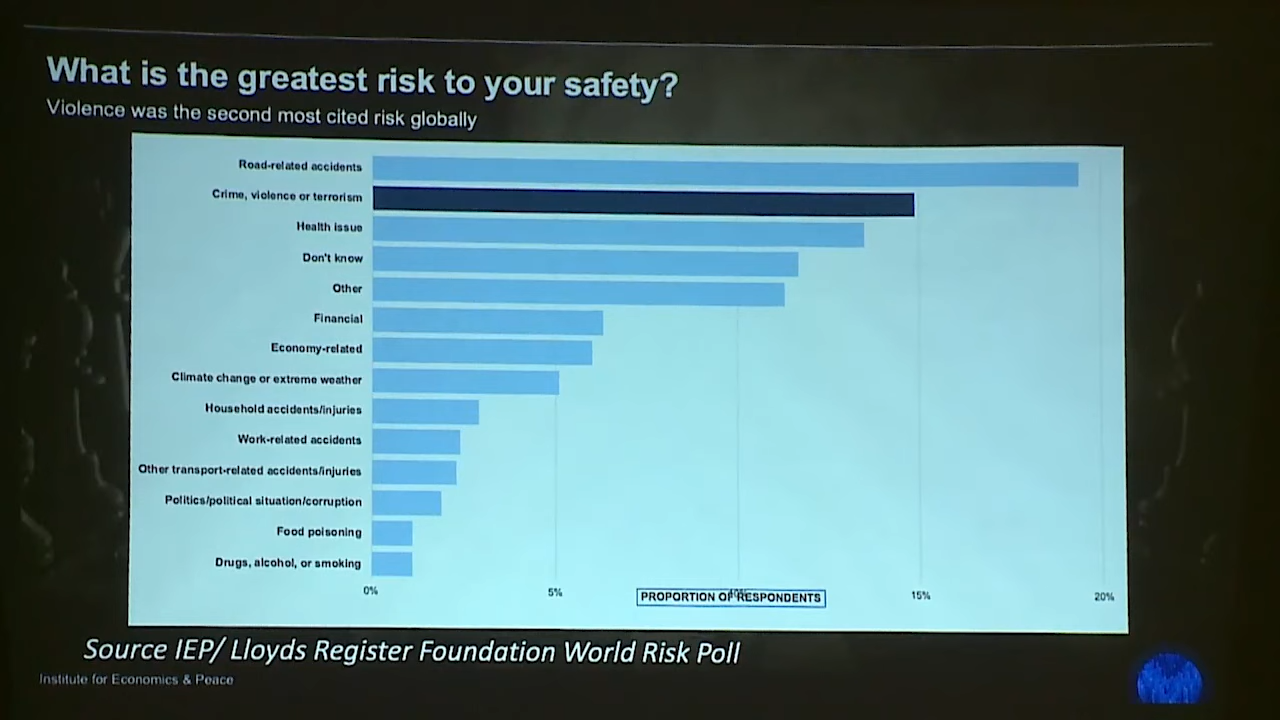 What is the greatest risk to your safety?
Violence was the second most cited risk globally
Road-related accidents
Crime, violence or terrorism
Health issue
Don't know
Other
Financial
Economy-related
Climate change or extreme weather
Household accidents/injuries
Work-related accidents
Other transport-related accidents/injuries
Politics/political situation/corruption
Food poisoning
Drugs, alcohol, or smoking
0% 5% 15% 20%
PROPORTION OF RESPONDENTS
Source IEP/ Lloyds Register Foundation World Risk Poll
Institute for Economics & Peace